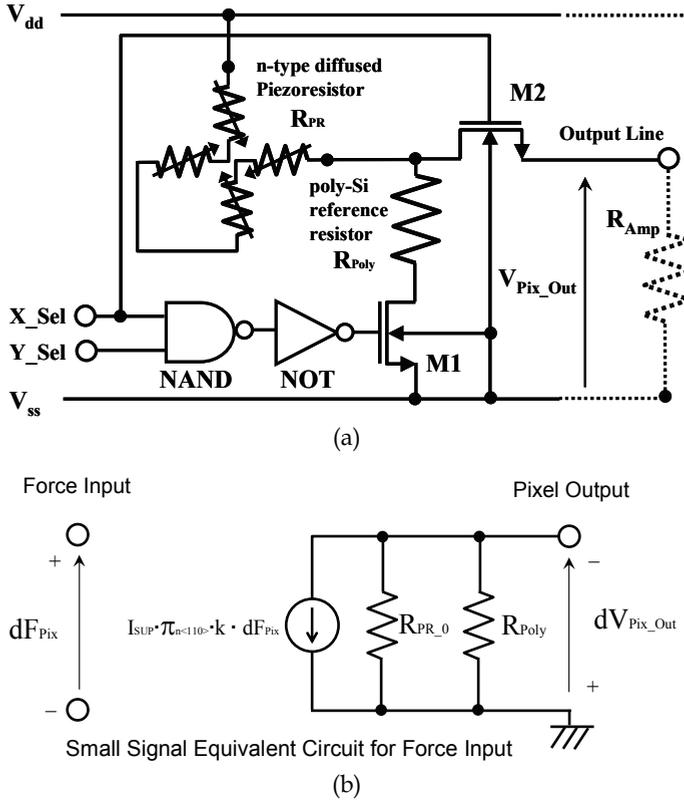 Vdd
n-type diffused
Piezoresistor
RPR
M2
Output Line
poly-Si
reference
resistor
RPoly
RAmp
VPix_Out
X_Sel
Y_Sel
NAND
NOT
M1
Vss
(a)
Force Input
Pixel Output
+
−
dFPix
ISUP·πn<110>·k · dFPix
RPR_0
RPoly
dVPix_Out
−
+
Small Signal Equivalent Circuit for Force Input
(b)